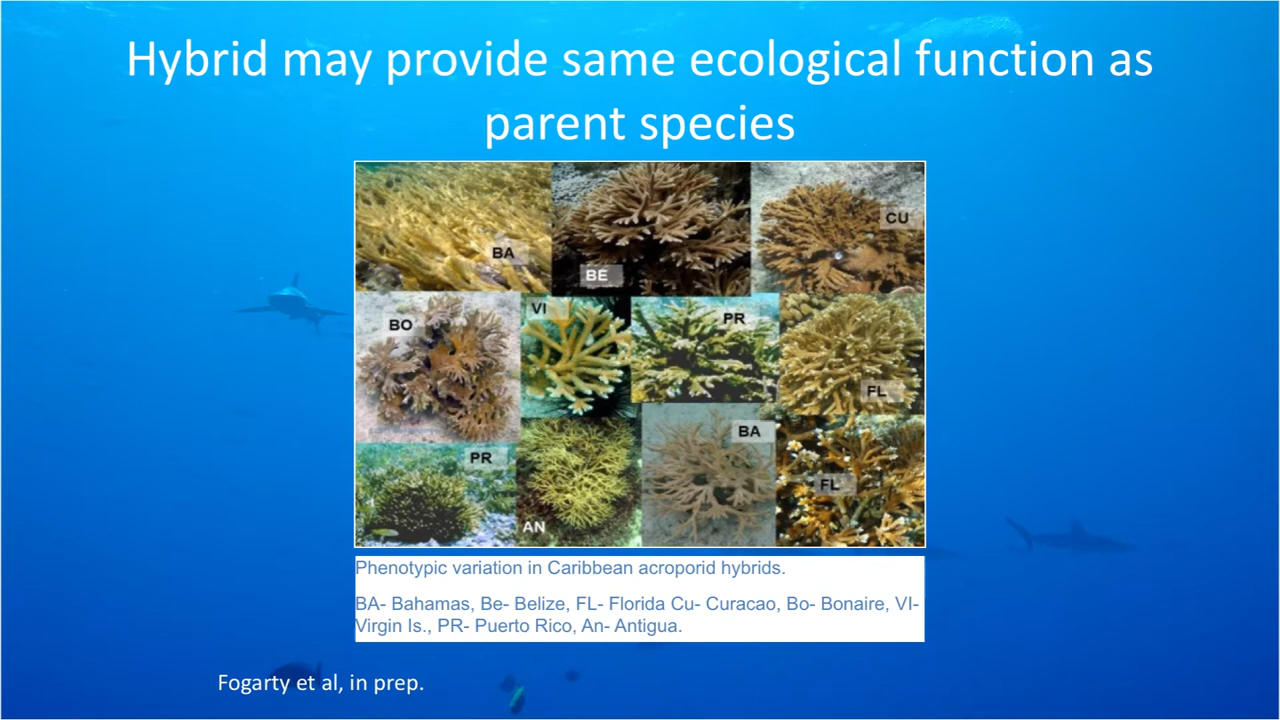 Hybrid may provide same ecological function as
parent species
BA
BE
CU
BO
VI
PR
FL
PR
AN
BA
FL
Phenotypic variation in Caribbean acroporid hybrids.
BA- Bahamas, Be- Belize, FL- Florida Cu- Curacao, Bo- Bonaire, VI-
Virgin Is., PR- Puerto Rico, An- Antigua.
Fogarty et al, in prep.